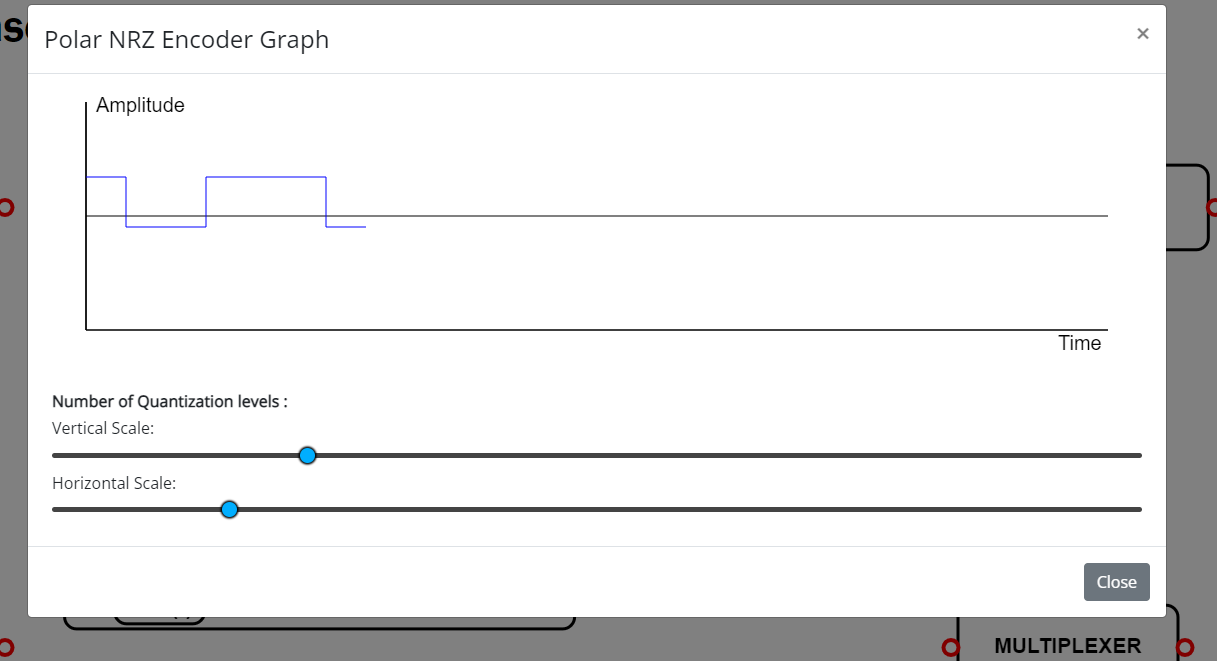 Polar NRZ Encoder Graph
×
Amplitude
Time
Number of Quantization levels :
Vertical Scale:
Horizontal Scale:
Close
MULTIPLEXER